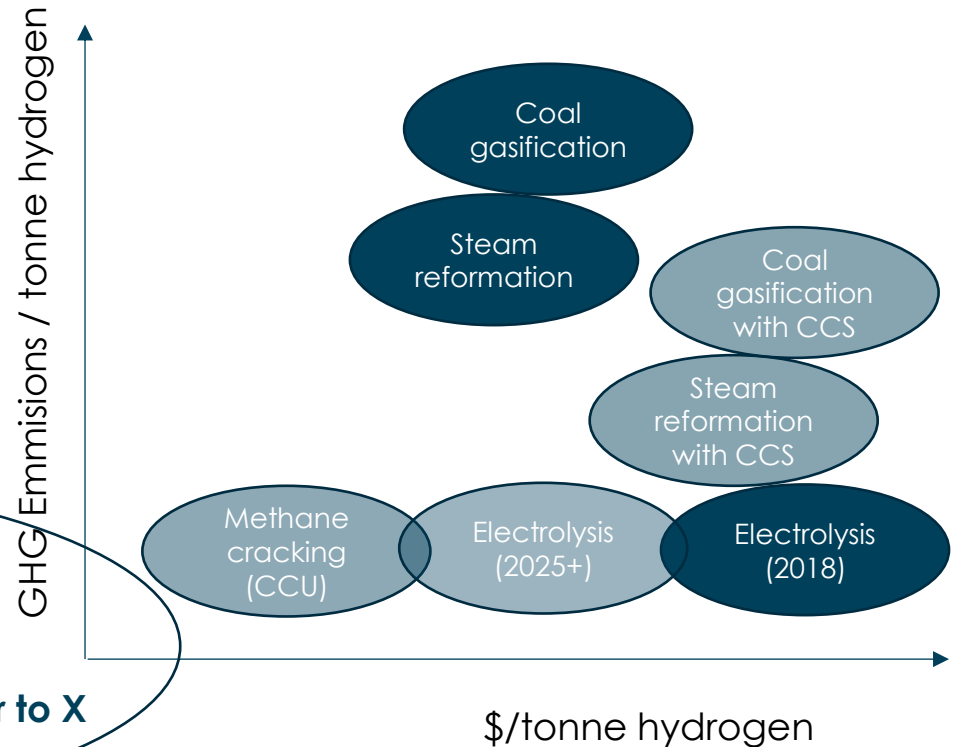 GHG Emmisions / tonne hydrogen
Coal
gasification
Steam
reformation
Coal
gasification
with CCS
Steam
reformation
with CCS
Methane
cracking
(CCU)
Electrolysis
(2025+)
Electrolysis
(2018)
to X
$/tonne hydrogen